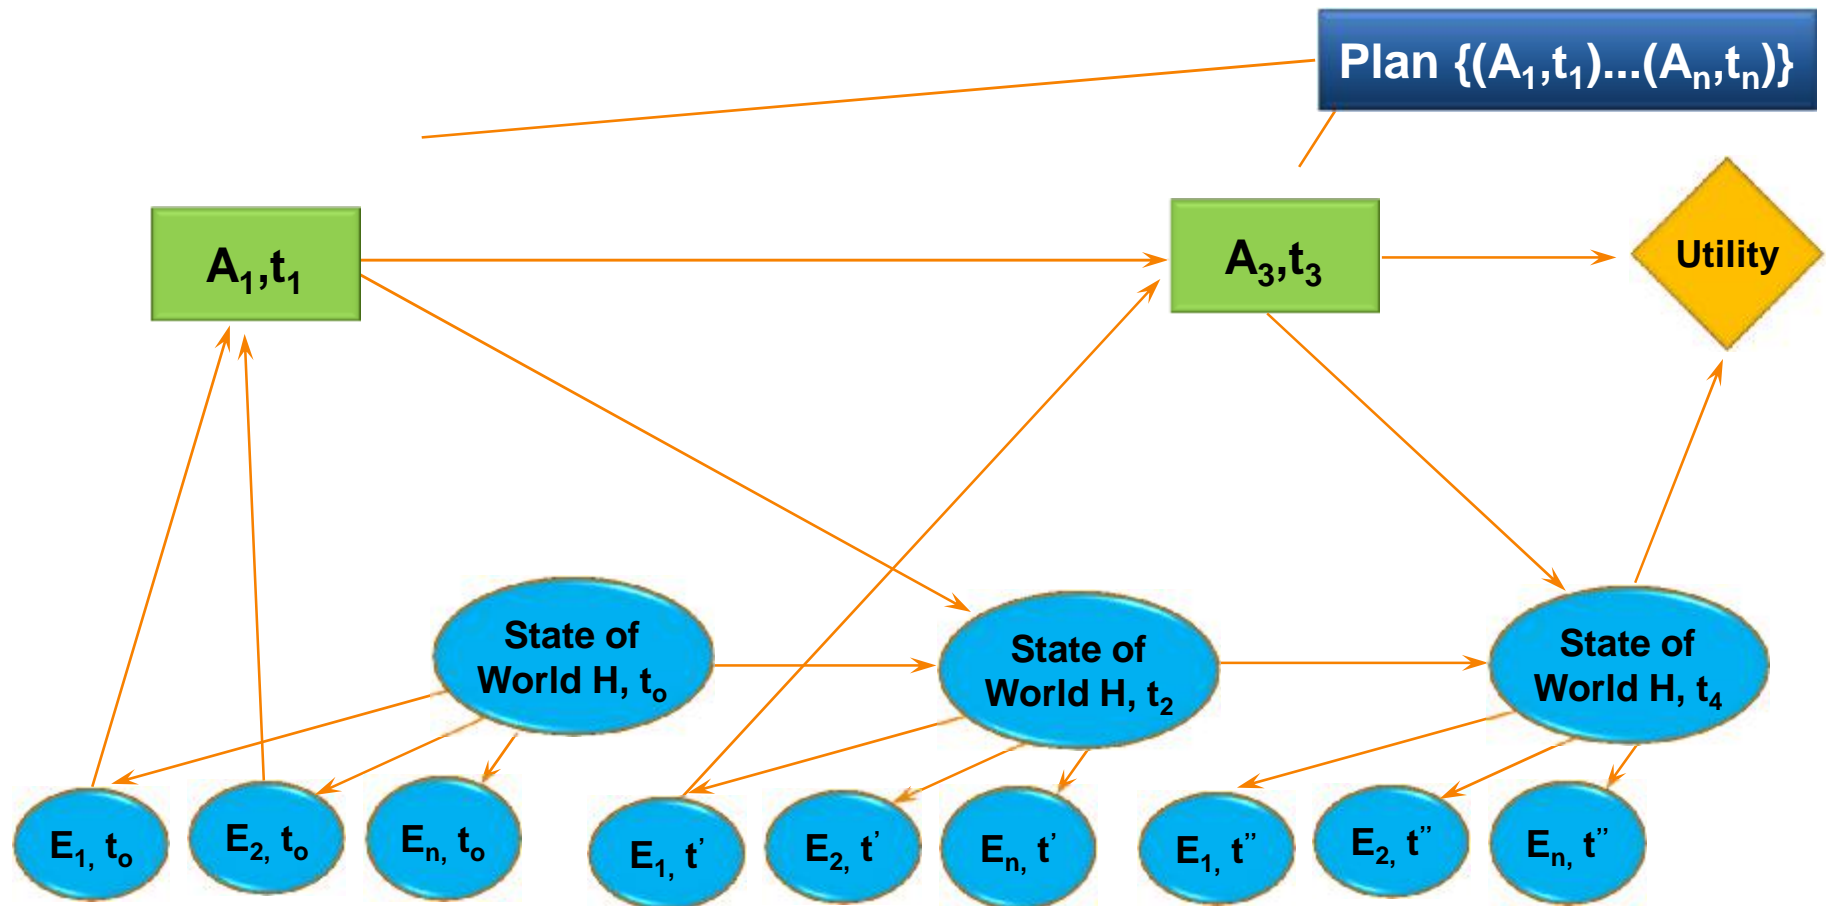 Plan {(A₁,t₁)...(Aₙ,tₙ)}
A₁,t₁
A₃,t₃
Utility
State of
World H, tₒ
State of
World H, t₂
State of
World H, t₄
E₁, tₒ
E₂, tₒ
Eₙ, tₒ
E₁, t’
E₂, t’
Eₙ, t’
E₁, t’’
E₂, t’’
Eₙ, t’’